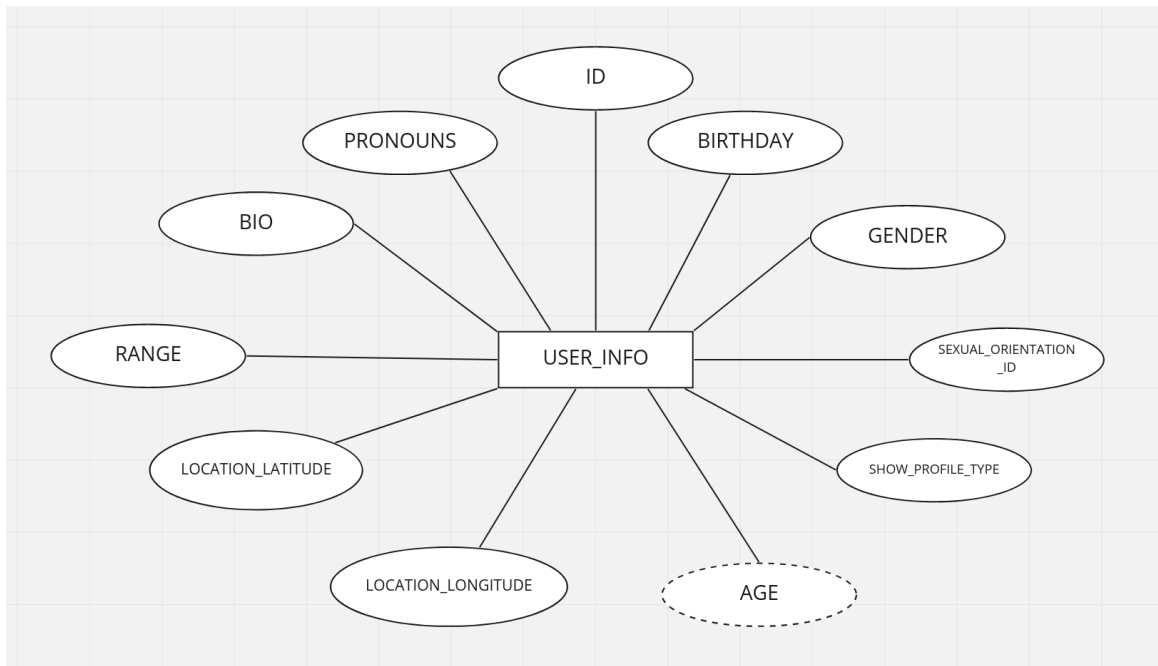 ID
PRONOUNS
BIRTHDAY
BIO
GENDER
RANGE
USER_INFO
SEXUAL_ORIENTATION
_ID
LOCATION_LATITUDE
SHOW_PROFILE_TYPE
LOCATION_LONGITUDE
AGE